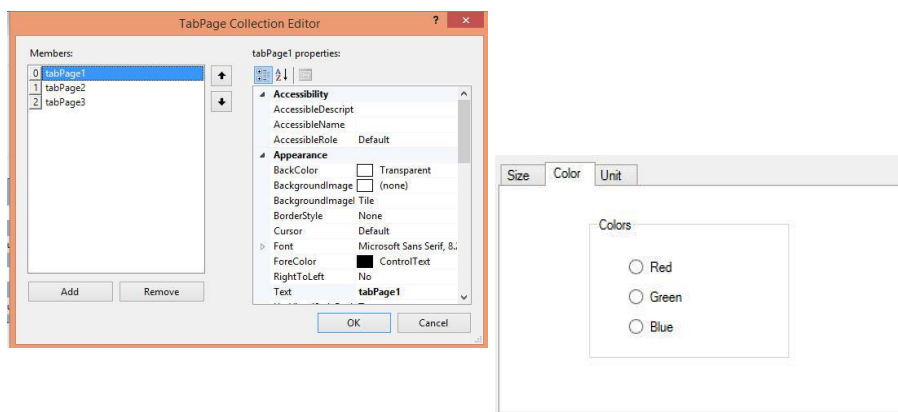 TabPage Collection Editor ?
Members:
0 tabPage1
1 tabPage2
2 tabPage3
Add Remove
tabPage1 properties:
Accessibility
AccessibleDescript
AccessibleName
AccessibleRole Default
Appearance
BackColor Transparent
BackgroundImage (none)
BackgroundImagel Tile
BorderStyle None
Cursor Default
Font Microsoft Sans Serif, 8.2
ForeColor ControlText
RightToLeft No
Text tabPage1
OK Cancel
Size Color Unit
Colors
Red
Green
Blue